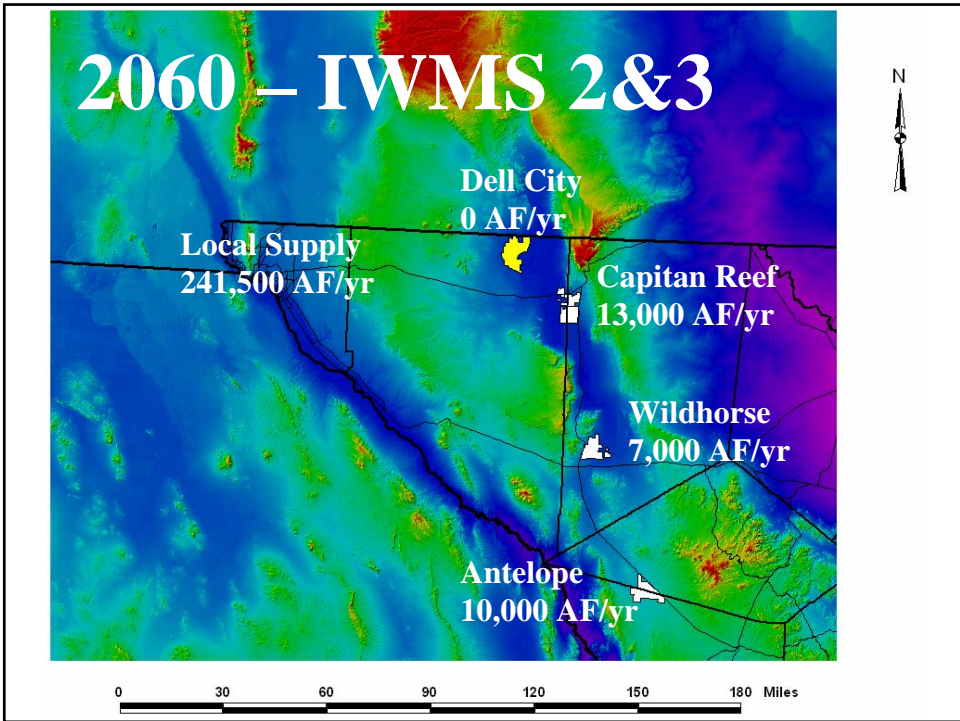 2060 – IWMS 2&3
N
Dell City
0 AF/yr
Local Supply
241,500 AF/yr
Capitan Reef
13,000 AF/yr
Wildhorse
7,000 AF/yr
Antelope
10,000 AF/yr
0 30 60 90 120 150 180 Miles